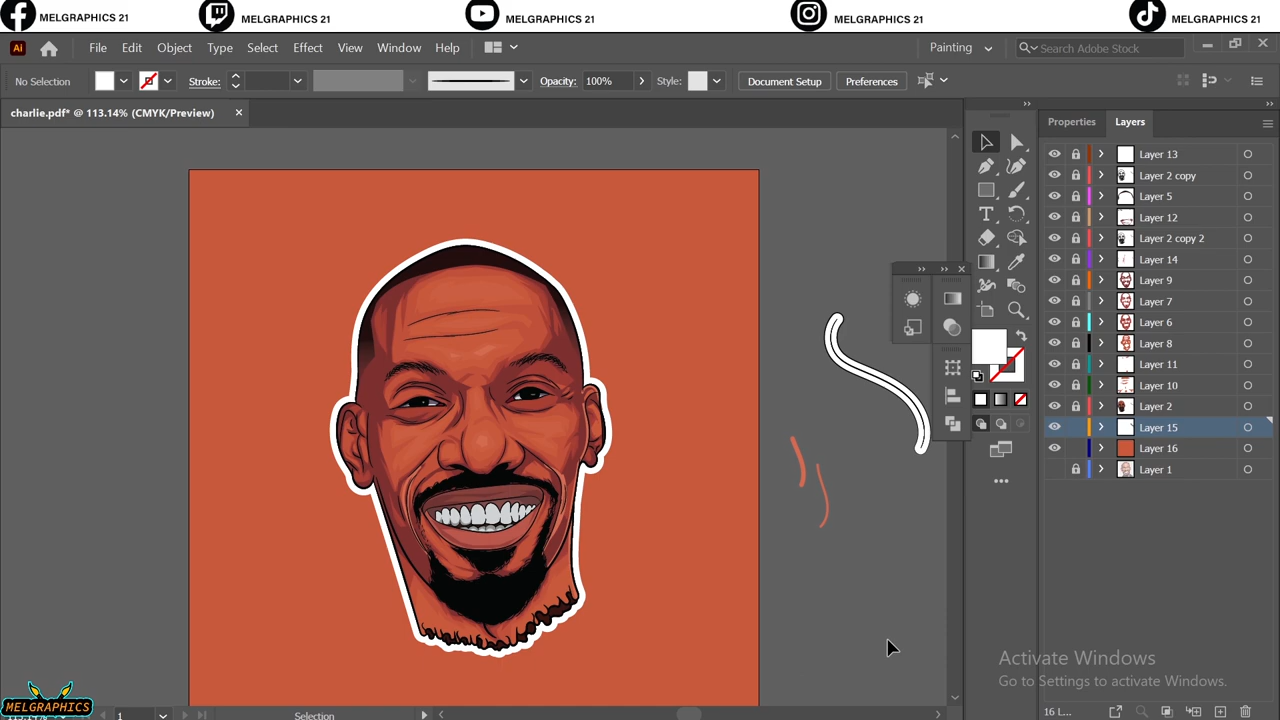 MELGRAPHICS 21 MELGRAPHICS 21 MELGRAPHICS 21 MELGRAPHICS 21 MELGRAPHICS 21
Ai File Edit Object Type Select Effect View Window Help Painting Search Adobe Stock
No Selection Stroke: Opacity: 100% Style: Document Setup Preferences
charlie.pdf* @ 113.14% (CMYK/Preview)
Properties Layers
Layer 13
Layer 2 copy
Layer 5
Layer 12
Layer 2 copy 2
Layer 14
Layer 9
Layer 7
Layer 6
Layer 8
Layer 11
Layer 10
Layer 2
Layer 15
Layer 16
Layer 1
Activate Windows
Go to Settings to activate Windows.
MELGRAPHICS
1 Selection 16 L...